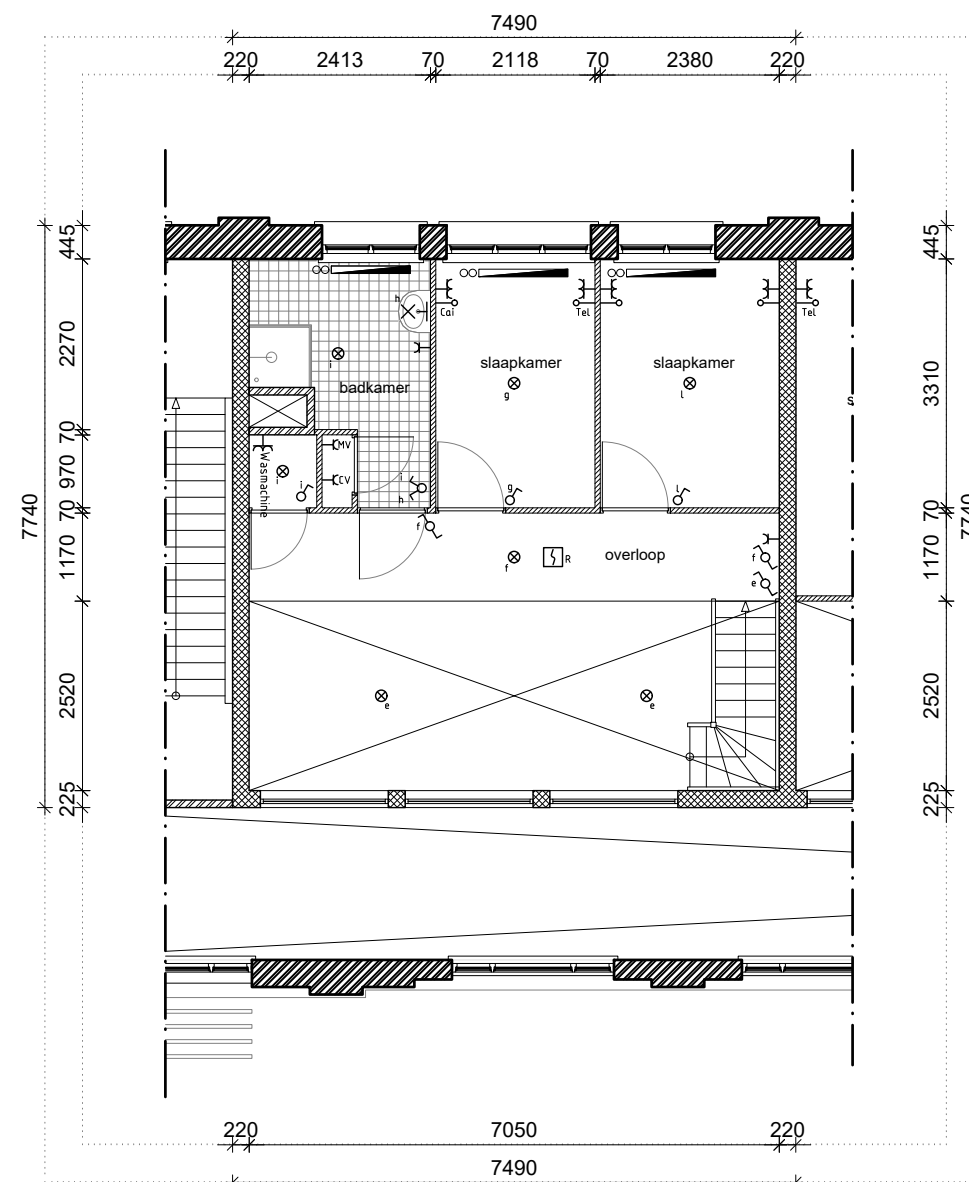 7490
220 2413 70 2118 70 2380 220
445 2270 70 970 70 1170 2520 225
7740
445 3310 70 1170 2520 225
7740
h
Cai
Tel
Tel
i
badkamer
slaapkamer
g
slaapkamer
l
s
Wasmachine
i
i
MV
CV
i
h
g
l
f
f
R
overloop
f
e
e
e
220 7050 220
7490